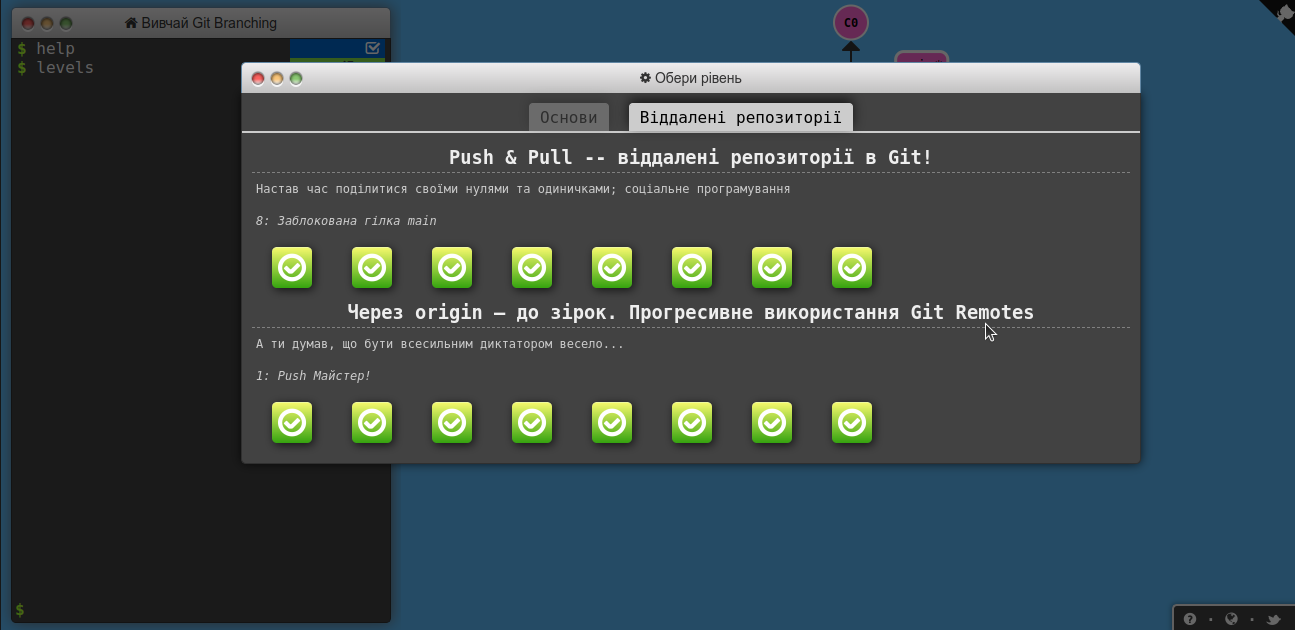 Вивчай Git Branching
C0
$ help
$ levels
Обери рівень
Основи
Віддалені репозиторії
Push & Pull -- віддалені репозиторії в Git!
Настав час поділитися своїми нулями та одиничками; соціальне програмування
8: Заблокована гілка main
Через origin – до зірок. Прогресивне використання Git Remotes
А ти думав, що бути всесильним диктатором весело...
1: Push Майстер!
$